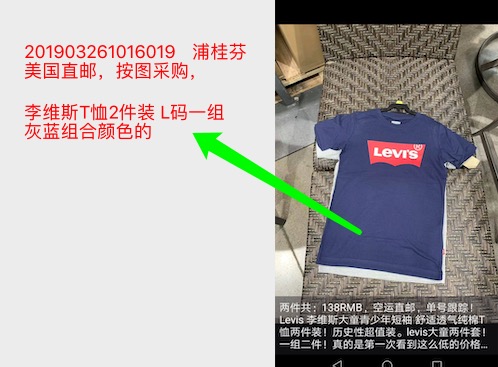 201903261016019 浦桂芬
美国直邮，按图采购，
李维斯T恤2件装 L码一组
灰蓝组合颜色的
Levi's®
两件共：138RMB，空运直邮，单号跟踪！
Levis 李维斯大童青少年短袖 舒适透气纯棉T
恤两件装！历史性超值装。levis大童两件套！
一组二件！真的是第一次看到这么低的价格...